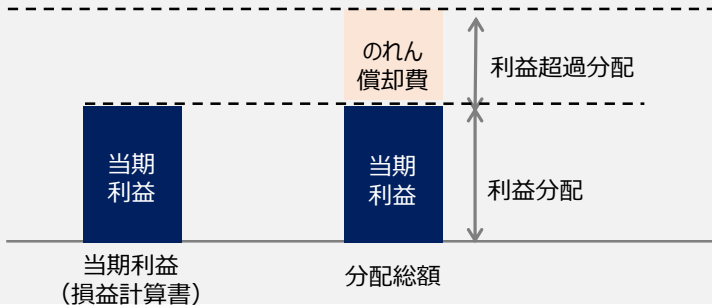 のれん
償却費
利益超過分配
当期
利益
当期
利益
利益分配
当期利益
（損益計算書）
分配総額